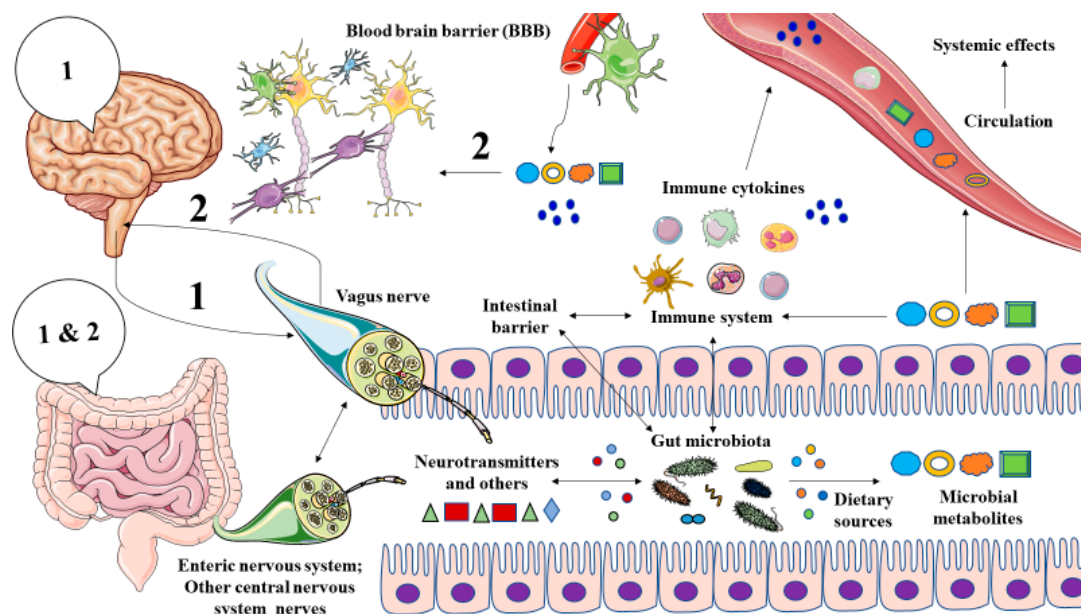 Blood brain barrier (BBB)
1
Systemic effects
Circulation
2
2
Immune cytokines
1
Vagus nerve
Intestinal
barrier
Immune system
1 & 2
Gut microbiota
Neurotransmitters
and others
Dietary
sources
Microbial
metabolites
Enteric nervous system;
Other central nervous
system nerves